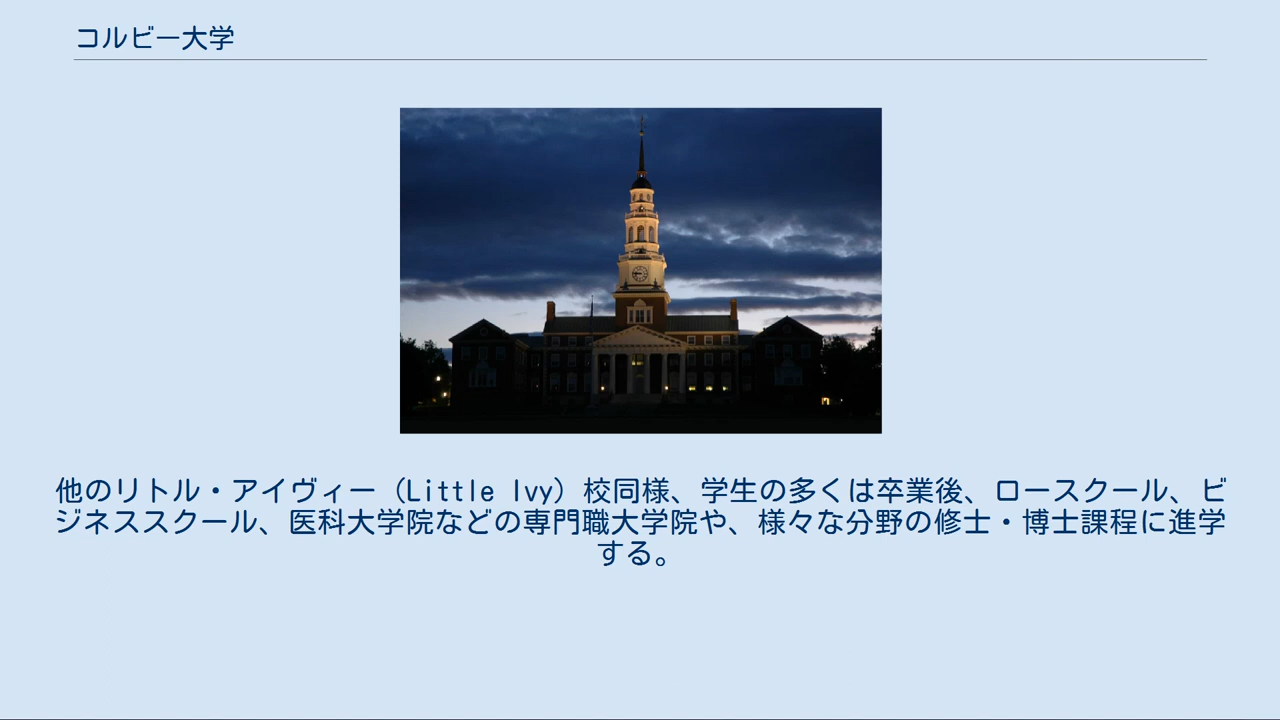 コルビー大学
他のリトル・アイヴィー（Little Ivy）校同様、学生の多くは卒業後、ロースクール、ビ
ジネススクール、医科大学院などの専門職大学院や、様々な分野の修士・博士課程に進学
する。